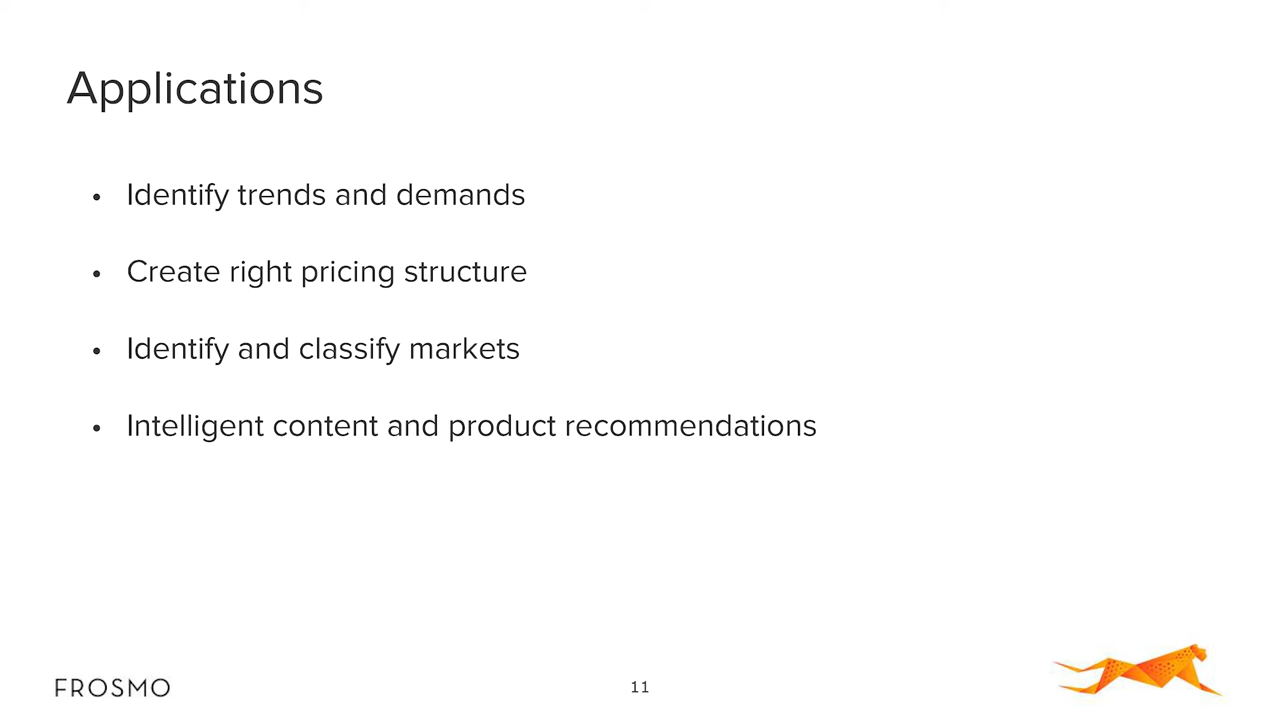 Applications
• Identify trends and demands
• Create right pricing structure
• Identify and classify markets
• Intelligent content and product recommendations
FROSMO
11